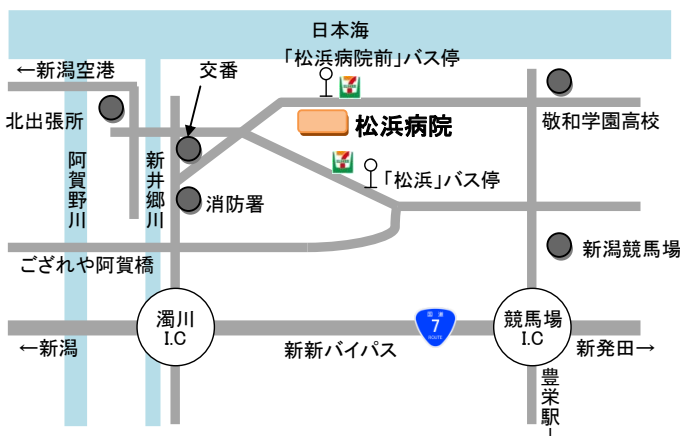 日本海
←新潟空港
交番
「松浜病院前」バス停
北出張所
松浜病院
敬和学園高校
阿賀野川
新井郷川
「松浜」バス停
消防署
新潟競馬場
ござれや阿賀橋
濁川
I.C
国道
7
ROUTE
競馬場
I.C
←新潟
新新バイパス
新発田→
豊栄駅→